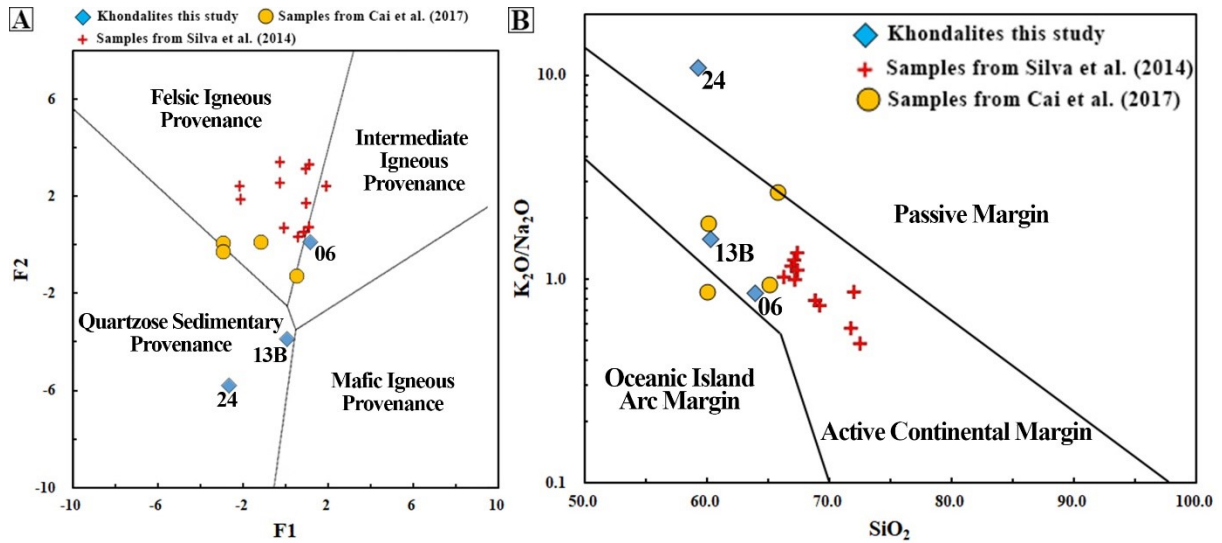 A
Khondalites this study
Samples from Cai et al. (2017)
Samples from Silva et al. (2014)
6
2
-2
-6
-10
-10
-6
-2
2
6
10
F2
F1
Felsic Igneous
Provenance
Intermediate
Igneous
Provenance
06
Quartzose Sedimentary
Provenance
13B
24
Mafic Igneous
Provenance
B
Khondalites this study
Samples from Silva et al. (2014)
Samples from Cai et al. (2017)
10.0
1.0
0.1
50.0
60.0
70.0
80.0
90.0
100.0
K₂O/Na₂O
SiO₂
24
Passive Margin
13B
06
Oceanic Island
Arc Margin
Active Continental Margin